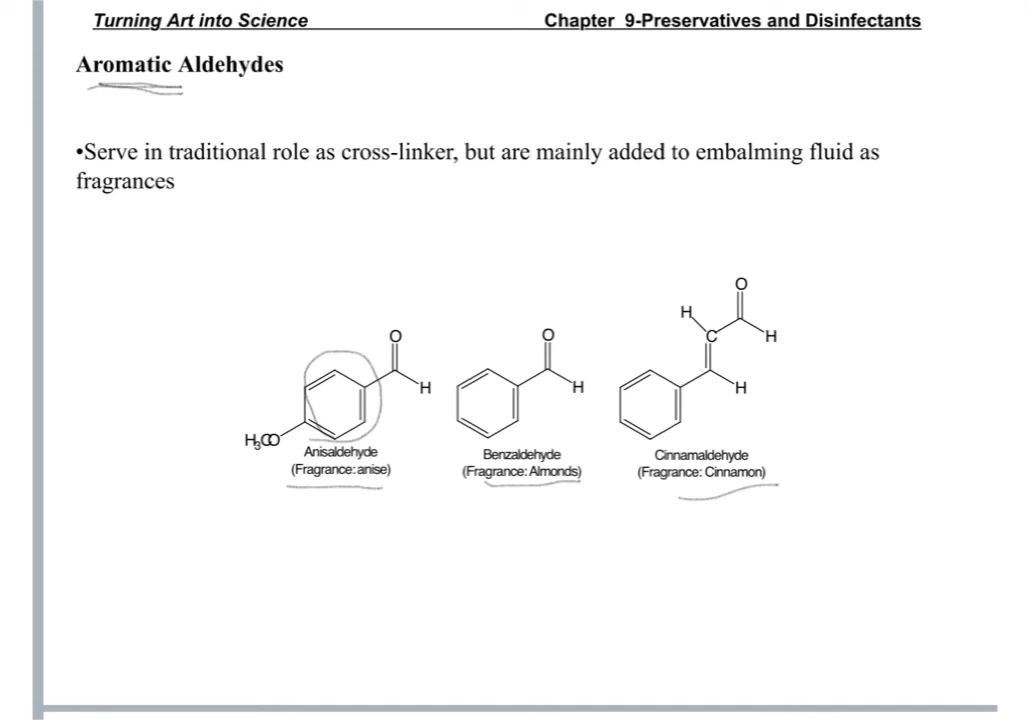 Turning Art into Science Chapter 9-Preservatives and Disinfectants
Aromatic Aldehydes
•Serve in traditional role as cross-linker, but are mainly added to embalming fluid as
fragrances
O
H
H₃CO
Anisaldehyde
(Fragrance: anise)
O
H
Benzaldehyde
(Fragrance: Almonds)
O
H
C
H
H
Cinnamaldehyde
(Fragrance: Cinnamon)